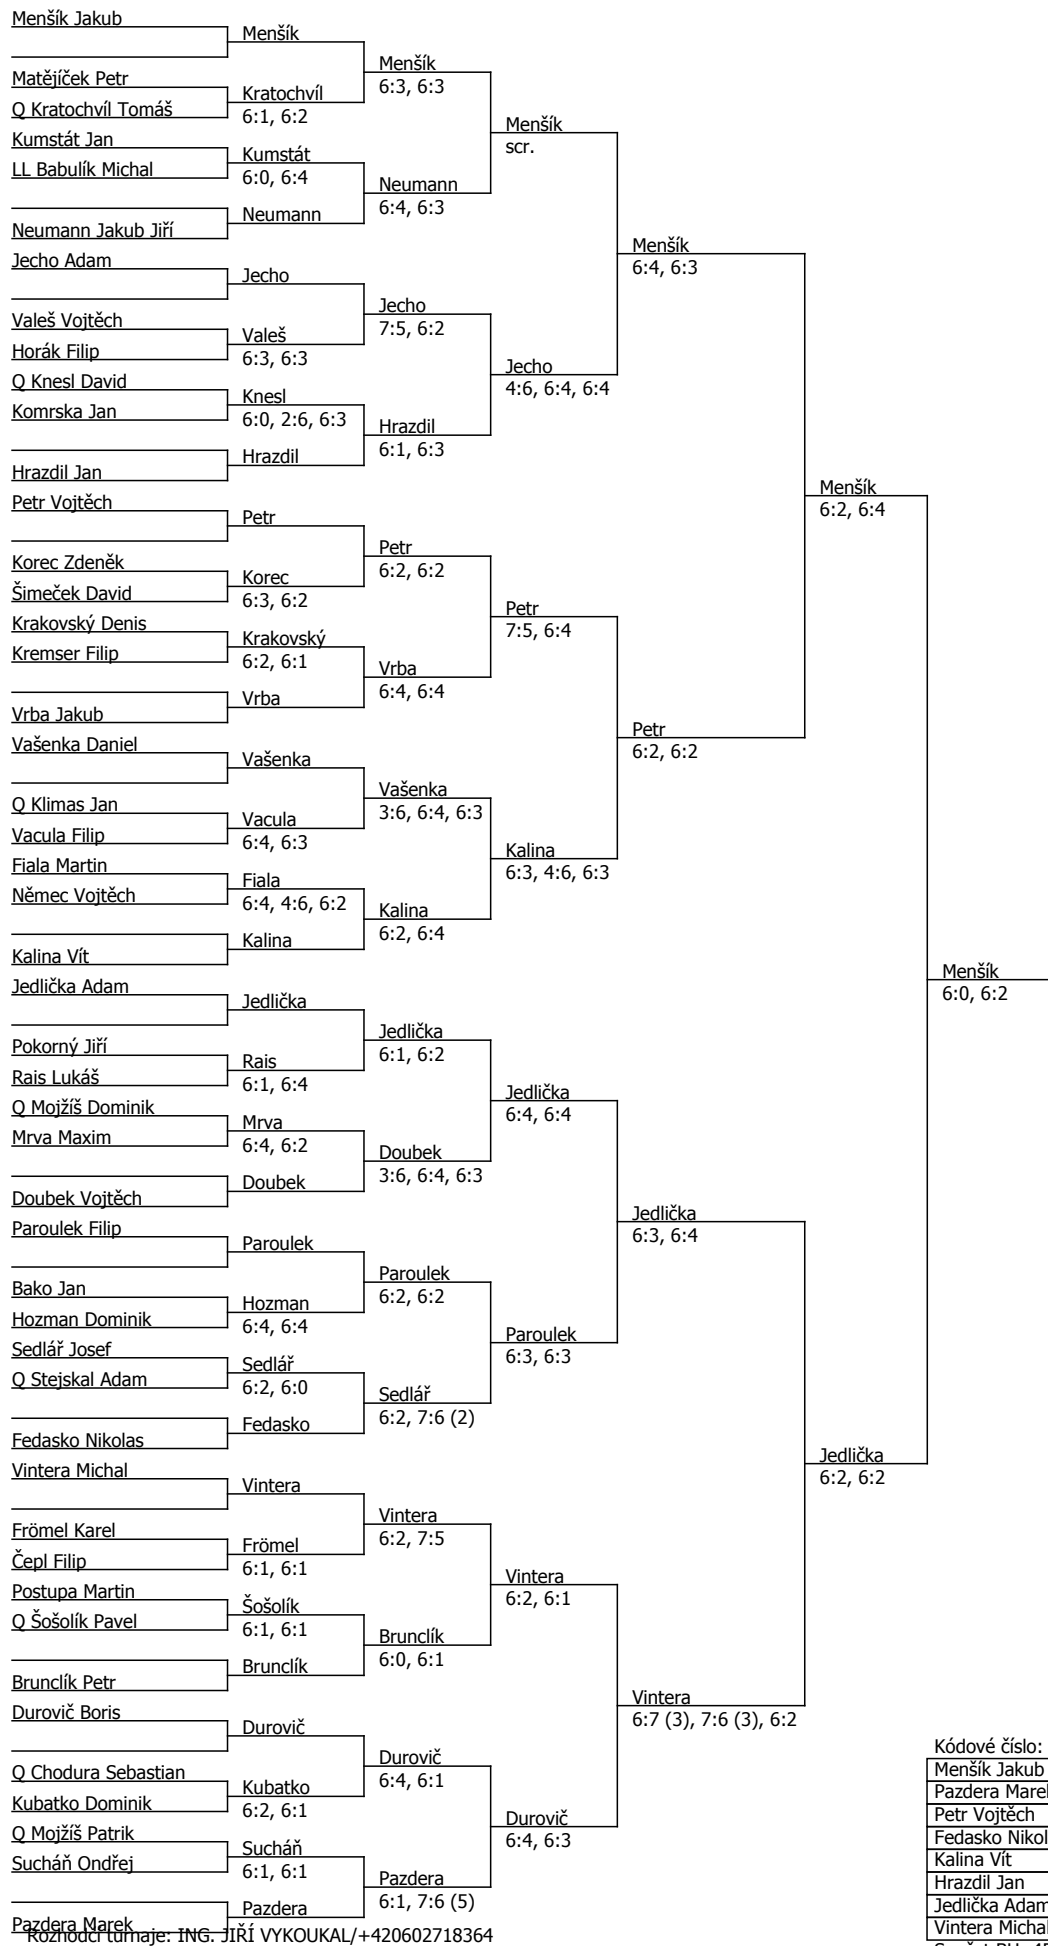 Menšík Jakub
Menšík
Menšík
6:3, 6:3
Matějíček Petr
Kratochvíl
Q Kratochvíl Tomáš
6:1, 6:2
Menšík
scr.
Kumstát Jan
Kumstát
LL Babulík Michal
6:0, 6:4
Neumann
6:4, 6:3
Neumann
Neumann Jakub Jiří
Menšík
6:4, 6:3
Jecho Adam
Jecho
Jecho
7:5, 6:2
Valeš Vojtěch
Valeš
Horák Filip
6:3, 6:3
Jecho
4:6, 6:4, 6:4
Q Knesl David
Knesl
Komrska Jan
6:0, 2:6, 6:3
Hrazdil
6:1, 6:3
Hrazdil
Hrazdil Jan
Menšík
6:2, 6:4
Petr Vojtěch
Petr
Petr
6:2, 6:2
Korec Zdeněk
Korec
Šimeček David
6:3, 6:2
Petr
7:5, 6:4
Krakovský Denis
Krakovský
Kremser Filip
6:2, 6:1
Vrba
6:4, 6:4
Vrba
Vrba Jakub
Petr
6:2, 6:2
Vašenka Daniel
Vašenka
Vašenka
3:6, 6:4, 6:3
Q Klimas Jan
Vacula
Vacula Filip
6:4, 6:3
Kalina
6:3, 4:6, 6:3
Fiala Martin
Fiala
Němec Vojtěch
6:4, 4:6, 6:2
Kalina
6:2, 6:4
Kalina
Kalina Vít
Menšík
6:0, 6:2
Jedlička Adam
Jedlička
Jedlička
6:1, 6:2
Pokorný Jiří
Rais
Rais Lukáš
6:1, 6:4
Jedlička
6:4, 6:4
Q Mojžíš Dominik
Mrva
Mrva Maxim
6:4, 6:2
Doubek
3:6, 6:4, 6:3
Doubek
Doubek Vojtěch
Jedlička
6:3, 6:4
Paroulek Filip
Paroulek
Paroulek
6:2, 6:2
Bako Jan
Hozman
Hozman Dominik
6:4, 6:4
Paroulek
6:3, 6:3
Sedlář Josef
Sedlář
Q Stejskal Adam
6:2, 6:0
Sedlář
6:2, 7:6 (2)
Fedasko
Fedasko Nikolas
Jedlička
6:2, 6:2
Vintera Michal
Vintera
Vintera
6:2, 7:5
Frömel Karel
Frömel
Čepl Filip
6:1, 6:1
Vintera
6:2, 6:1
Postupa Martin
Šošolík
Q Šošolík Pavel
6:1, 6:1
Brunclík
6:0, 6:1
Brunclík
Brunclík Petr
Vintera
6:7 (3), 7:6 (3), 6:2
Durovič Boris
Durovič
Durovič
6:4, 6:1
Q Chodura Sebastian
Kubatko
Kubatko Dominik
6:2, 6:1
Durovič
6:4, 6:3
Q Mojžíš Patrik
Sucháň
Sucháň Ondřej
6:1, 6:1
Pazdera
6:1, 7:6 (5)
Pazdera
Pazdera Marek
Rozhodčí turnaje: ING. JIŘÍ VYKOUKAL/+420602718364
Kódové číslo:
Menšík Jakub
Pazdera Marek
Petr Vojtěch
Fedasko Nikol
Kalina Vít
Hrazdil Jan
Jedlička Adam
Vintera Michal